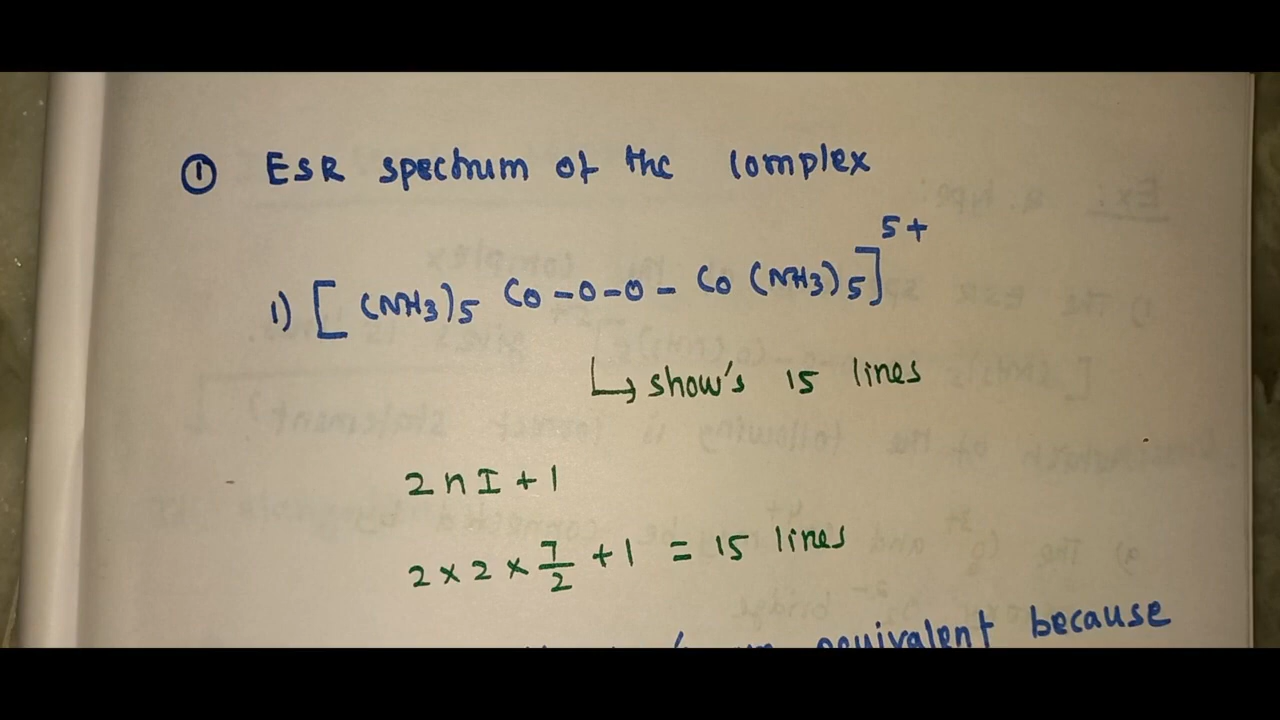 ① ESR spectrum of the complex
1) [(NH3)5 Co-O-O-Co (NH3)5]5+
↳ show's 15 lines
2nI+1
2×2×7/2+1 = 15 lines
equivalent because